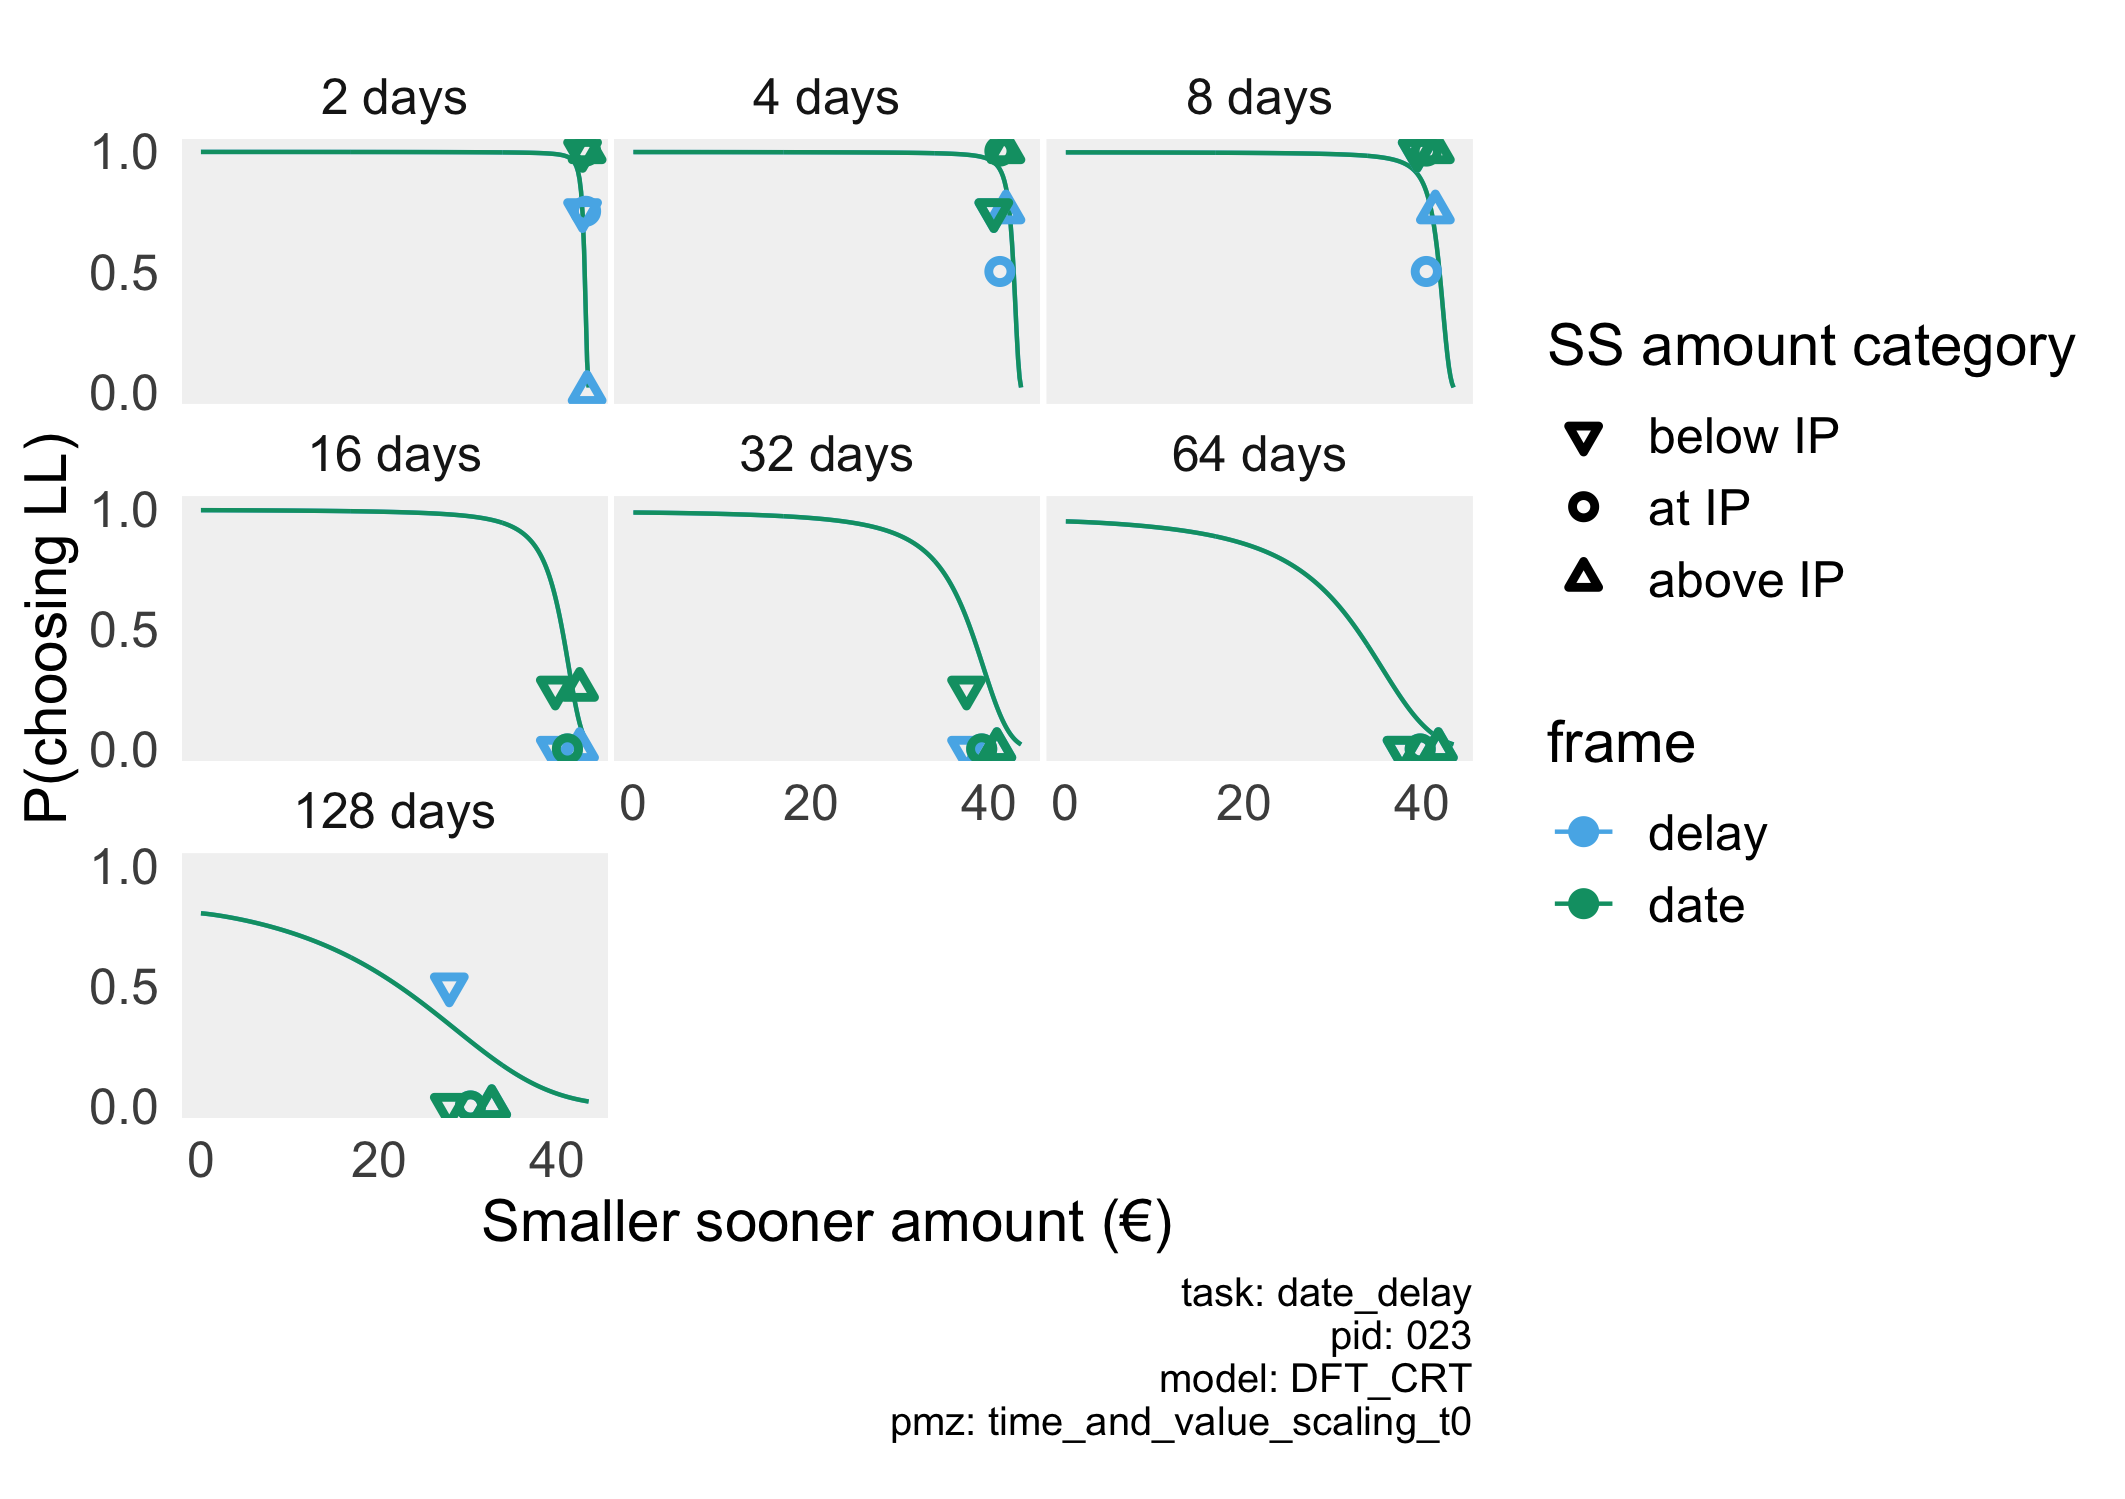 2 days
4 days
8 days
1.0
0.5
0.0
16 days
32 days
64 days
1.0
0.5
0.0
0 20 40
0 20 40
128 days
1.0
0.5
0.0
0 20 40
P(choosing LL)
Smaller sooner amount (€)
SS amount category
below IP
at IP
above IP
frame
delay
date
task: date_delay
pid: 023
model: DFT_CRT
pmz: time_and_value_scaling_t0